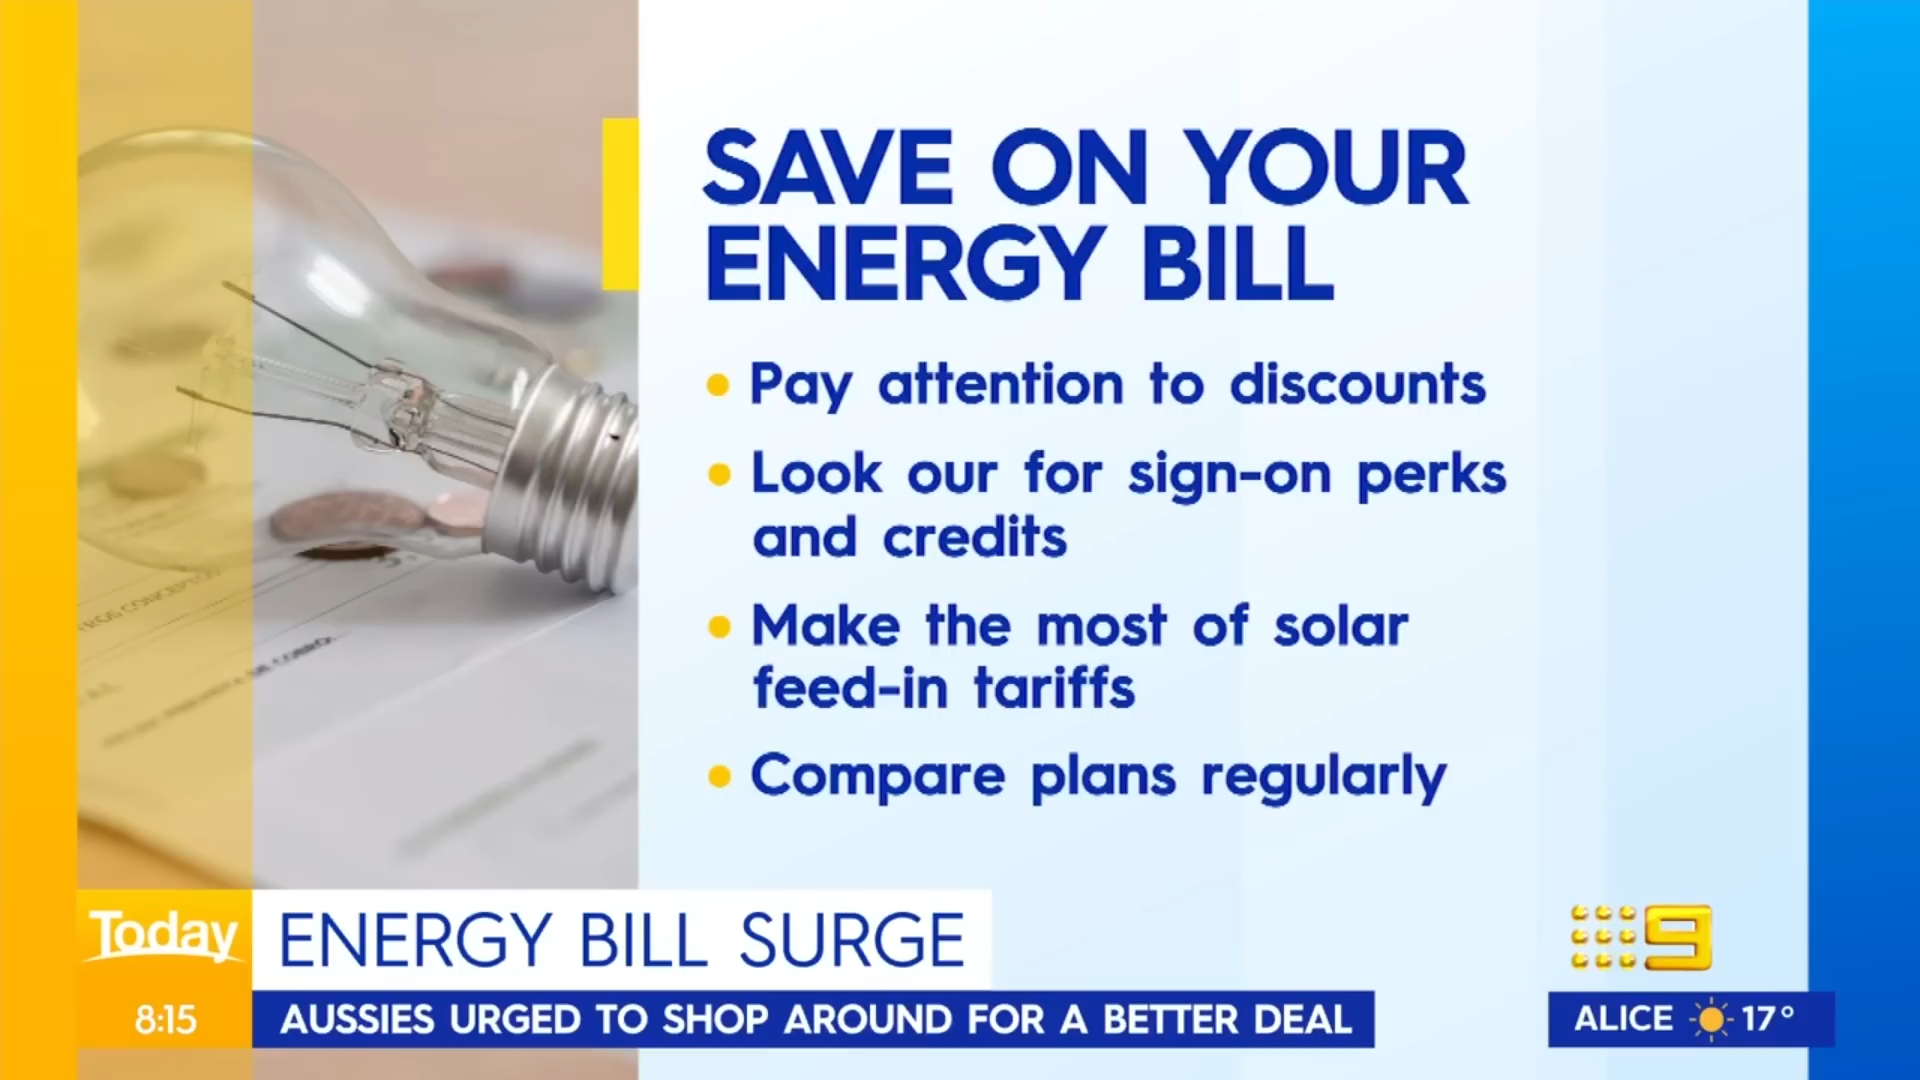 SAVE ON YOUR
ENERGY BILL
Pay attention to discounts
Look our for sign-on perks
and credits
Make the most of solar
feed-in tariffs
Compare plans regularly
Today
ENERGY BILL SURGE
9
8:15
AUSSIES URGED TO SHOP AROUND FOR A BETTER DEAL
ALICE 17°